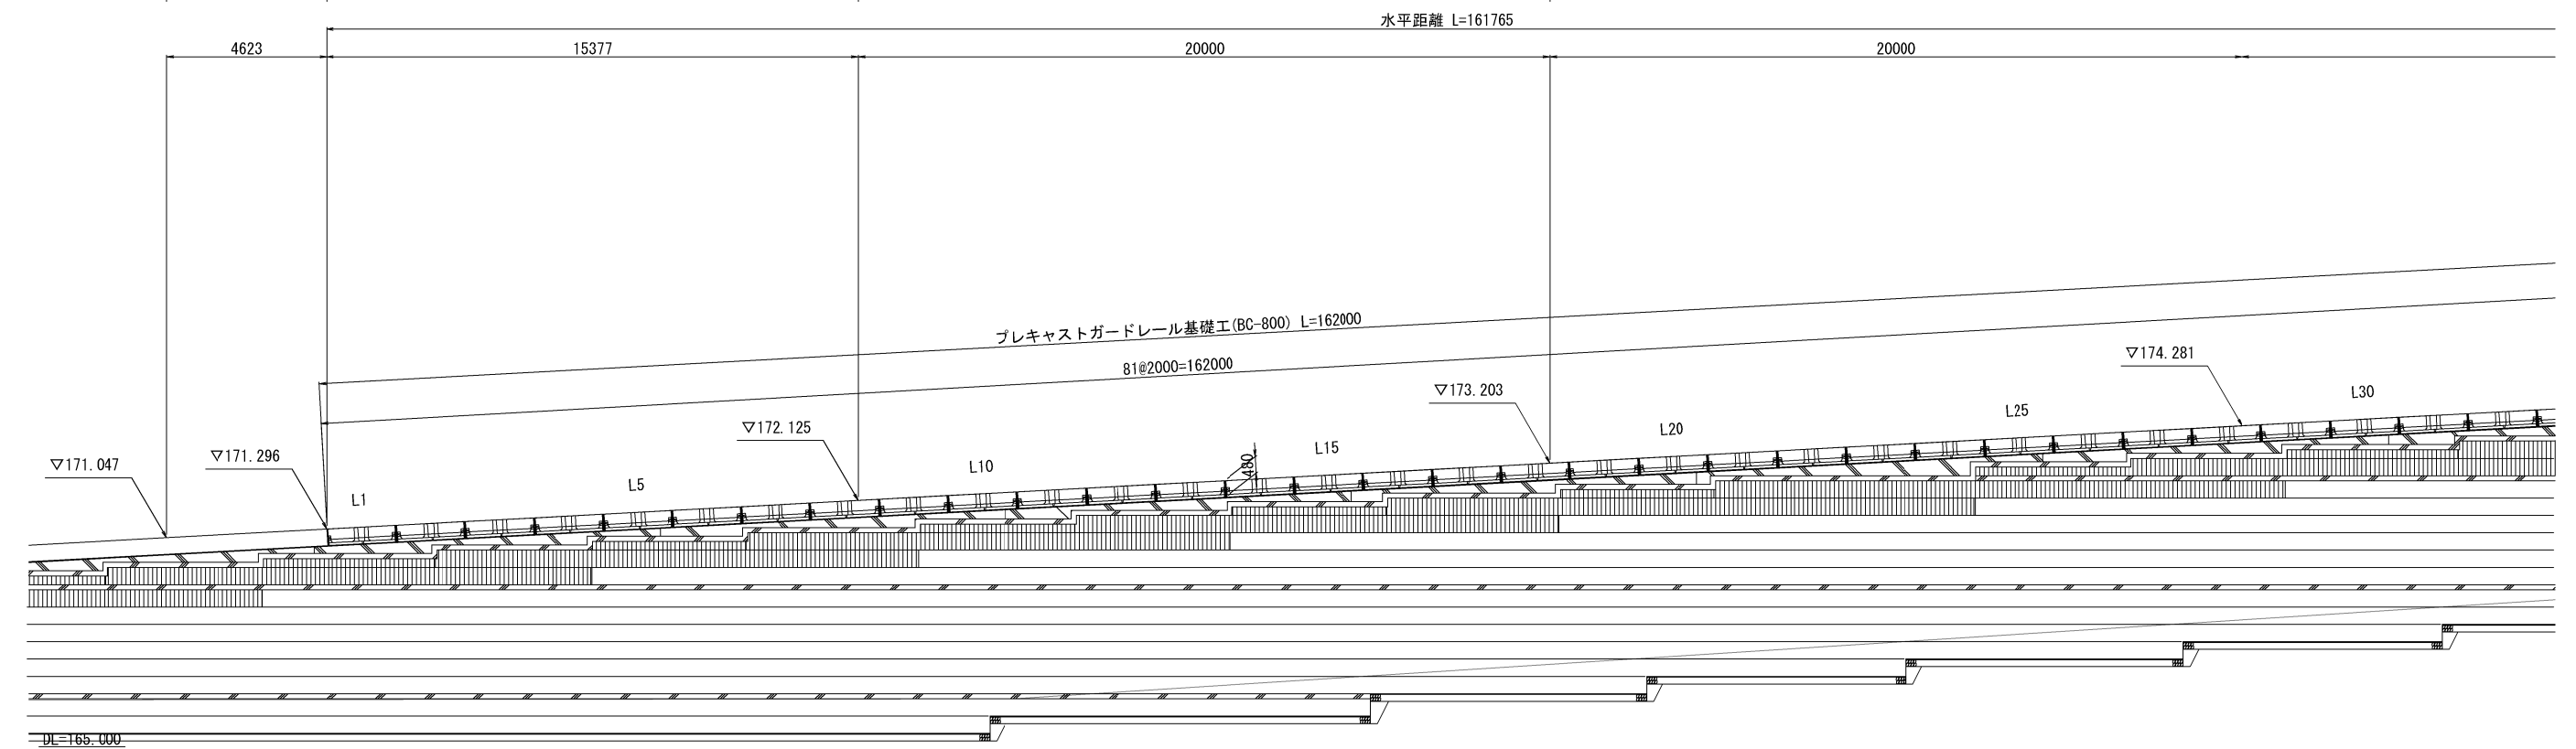 水平距離 L=161765
4623
15377
20000
20000
プレキャストガードレール基礎工(BC-800) L=162000
81@2000=162000
▽174.281
▽173.203
▽172.125
▽171.296
▽171.047
L1
L5
L10
480
L15
L20
L25
L30
DL=165.000